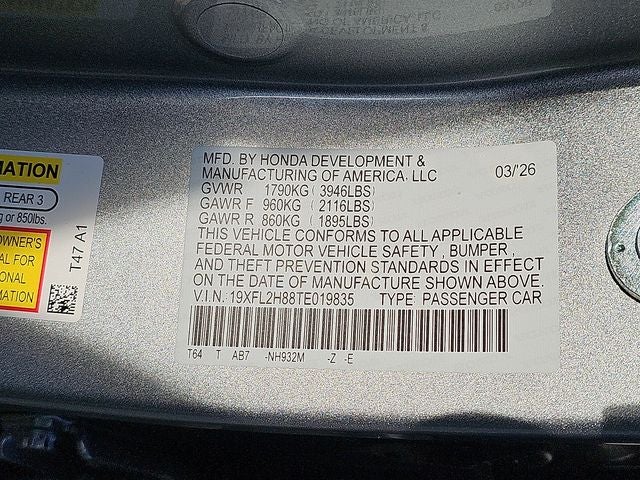 MFD. BY HONDA DEVELOPMENT &
MANUFACTURING OF AMERICA, LLC
03/'26
GVWR 1790KG ( 3946LBS)
GAWR F 960KG ( 2116LBS)
GAWR R 860KG ( 1895LBS)
THIS VEHICLE CONFORMS TO ALL APPLICABLE
FEDERAL MOTOR VEHICLE SAFETY , BUMPER ,
AND THEFT PREVENTION STANDARDS IN EFFECT
ON THE DATE OF MANUFACTURE SHOWN ABOVE.
V.I.N. 19XFL2H88TE019835 TYPE: PASSENGER CAR
T64 T AB7 -NH932M -Z -E
MATION
REAR 3
g or 850lbs.
OWNER'S
AL FOR
ONAL
MATION
T47 A1